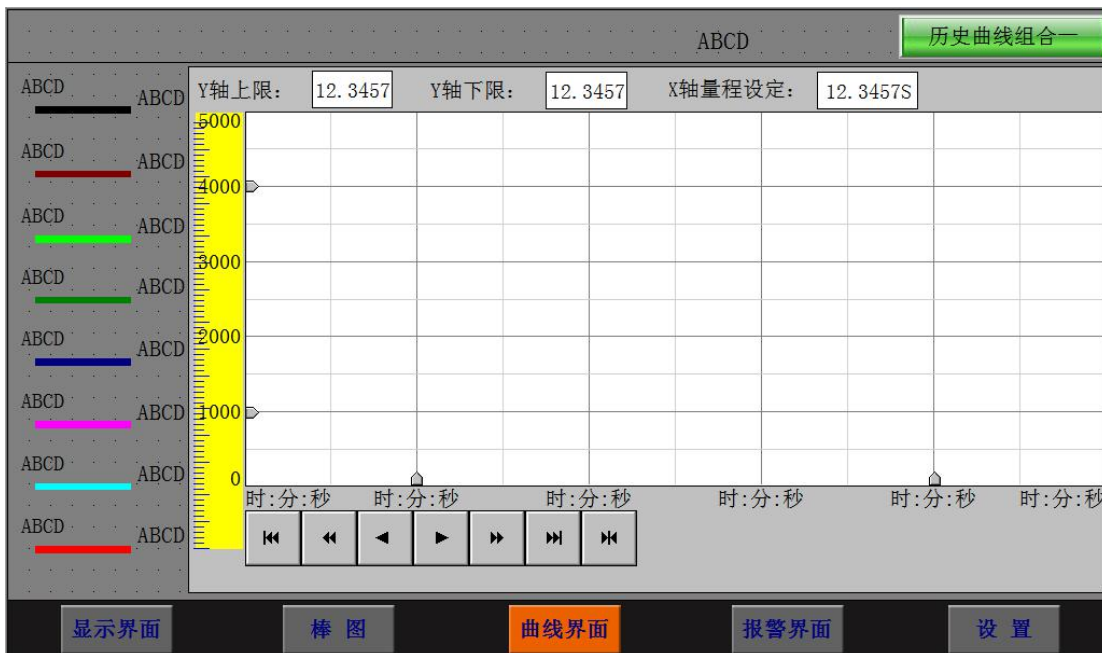 ABCD
历史曲线组合一
Y轴上限: 12.3457 Y轴下限: 12.3457 X轴量程设定: 12.3457S
ABCD ABCD
ABCD ABCD
ABCD ABCD
ABCD ABCD
ABCD ABCD
ABCD ABCD
ABCD ABCD
ABCD ABCD
5000
4000
3000
2000
1000
0
时:分:秒 时:分:秒 时:分:秒 时:分:秒 时:分:秒 时:分:秒
显示界面 棒 图 曲线界面 报警界面 设 置